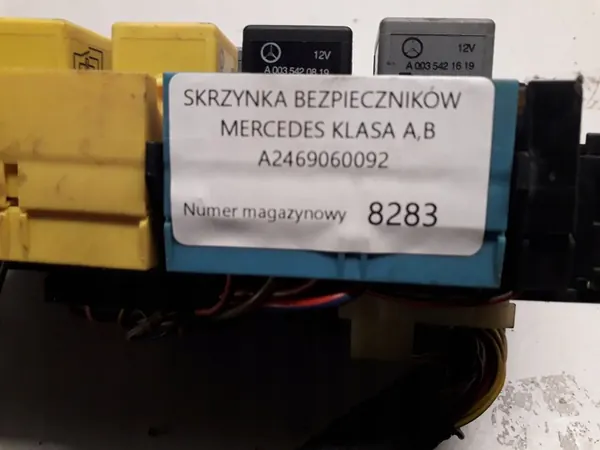 12V
A 003 542 08 19
12V
A 003 542 16 19
SKRZYNKA BEZPIECZNIKÓW
MERCEDES KLASA A,B
A2469060092
Numer magazynowy 8283